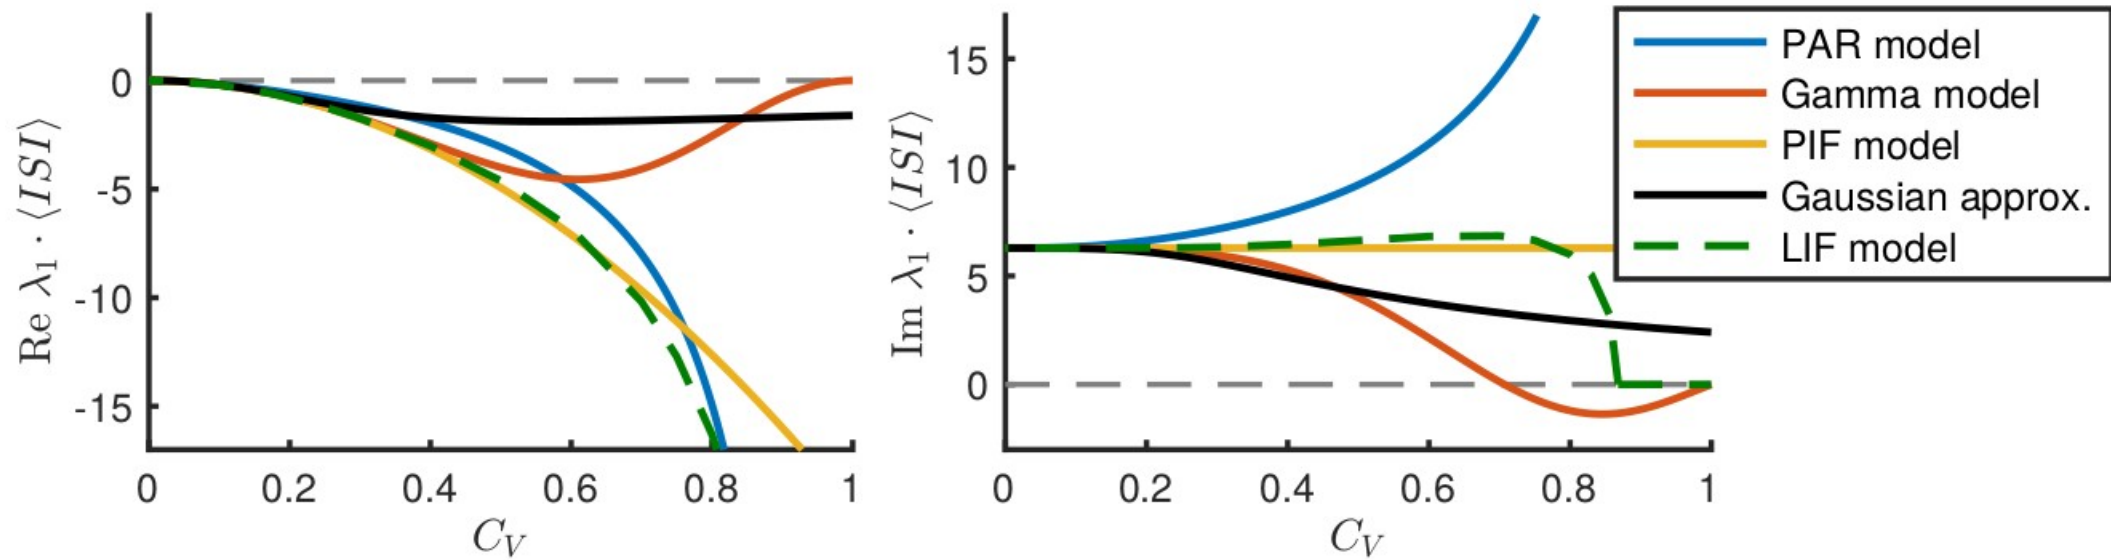 Re λ₁ · ⟨ISI⟩
0
-5
-10
-15
0 0.2 0.4 0.6 0.8 1
C_V
Im λ₁ · ⟨ISI⟩
15
10
5
0
0 0.2 0.4 0.6 0.8 1
C_V
PAR model
Gamma model
PIF model
Gaussian approx.
LIF model